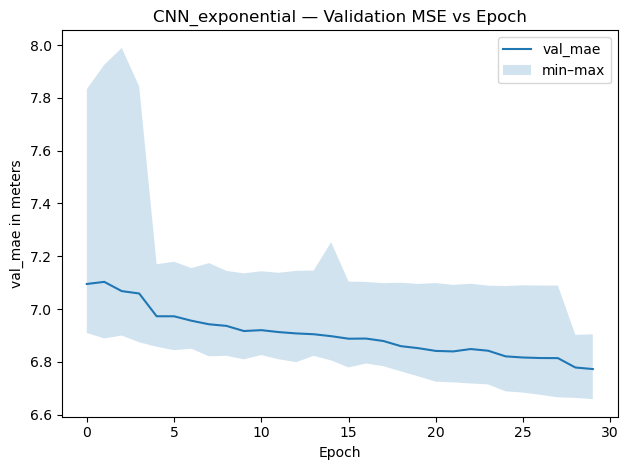 CNN_exponential — Validation MSE vs Epoch
val_mae
min–max
val_mae in meters
8.0
7.8
7.6
7.4
7.2
7.0
6.8
6.6
0 5 10 15 20 25 30
Epoch